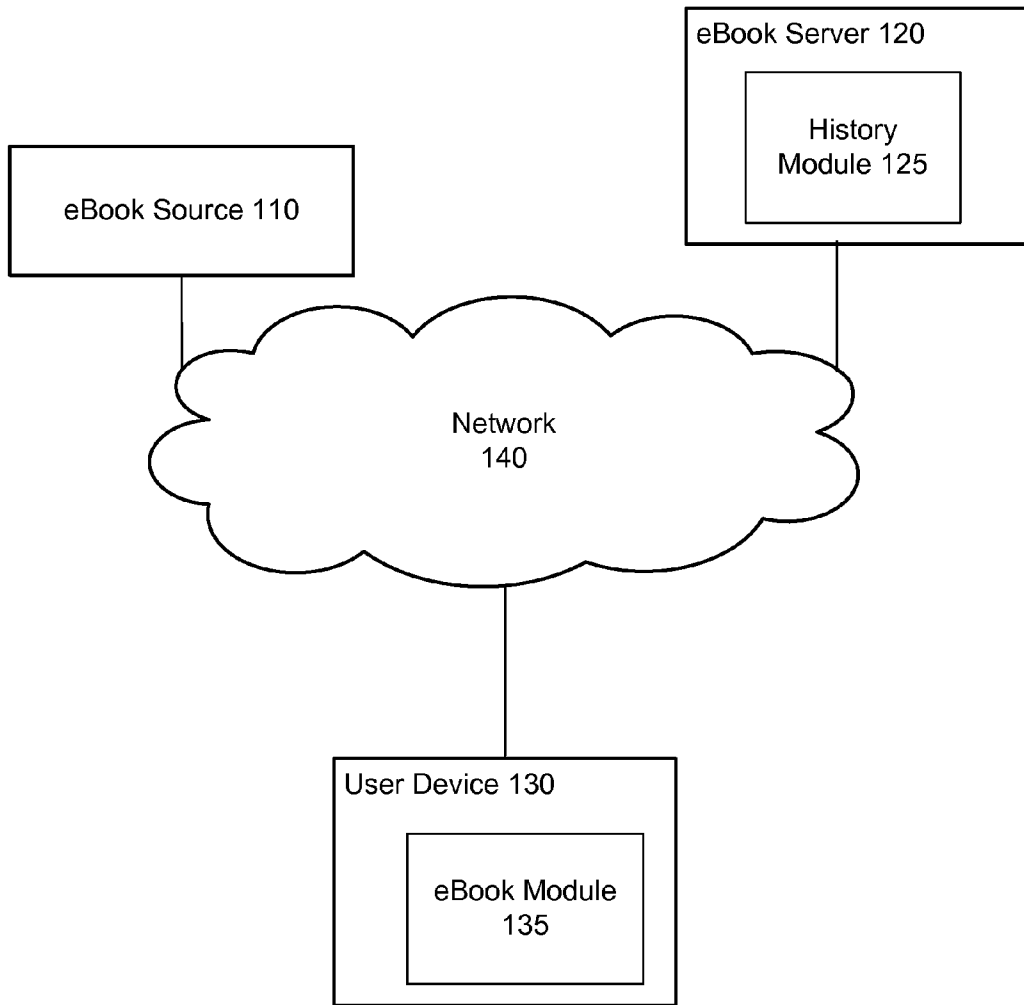 eBook Server 120
History
Module 125
eBook Source 110
Network
140
User Device 130
eBook Module
135